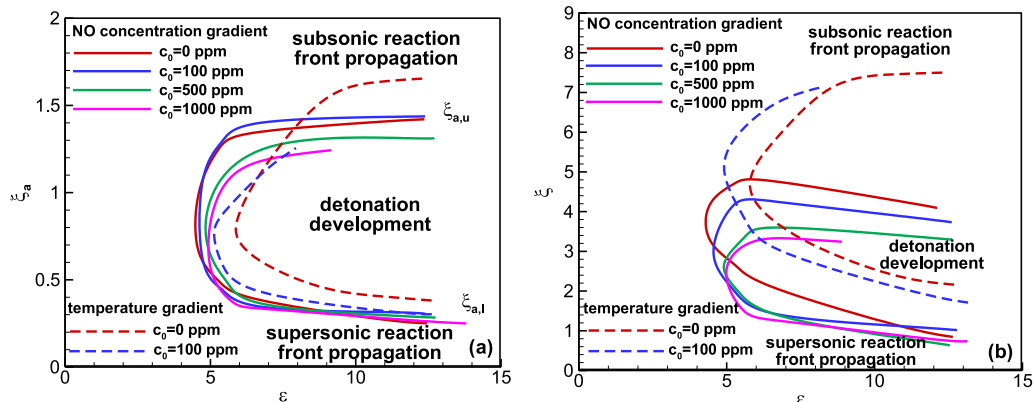 2
1.5
1
0.5
0
ξa
NO concentration gradient
c0=0 ppm
c0=100 ppm
c0=500 ppm
c0=1000 ppm
subsonic reaction
front propagation
ξa,u
detonation
development
ξa,l
temperature gradient
c0=0 ppm
c0=100 ppm
supersonic reaction
front propagation
(a)
0
5
10
15
ε
9
8
7
6
5
4
3
2
1
0
ξ
NO concentration gradient
c0=0 ppm
c0=100 ppm
c0=500 ppm
c0=1000 ppm
subsonic reaction
front propagation
detonation
development
temperature gradient
c0=0 ppm
c0=100 ppm
supersonic reaction
front propagation
(b)
0
5
10
15
ε